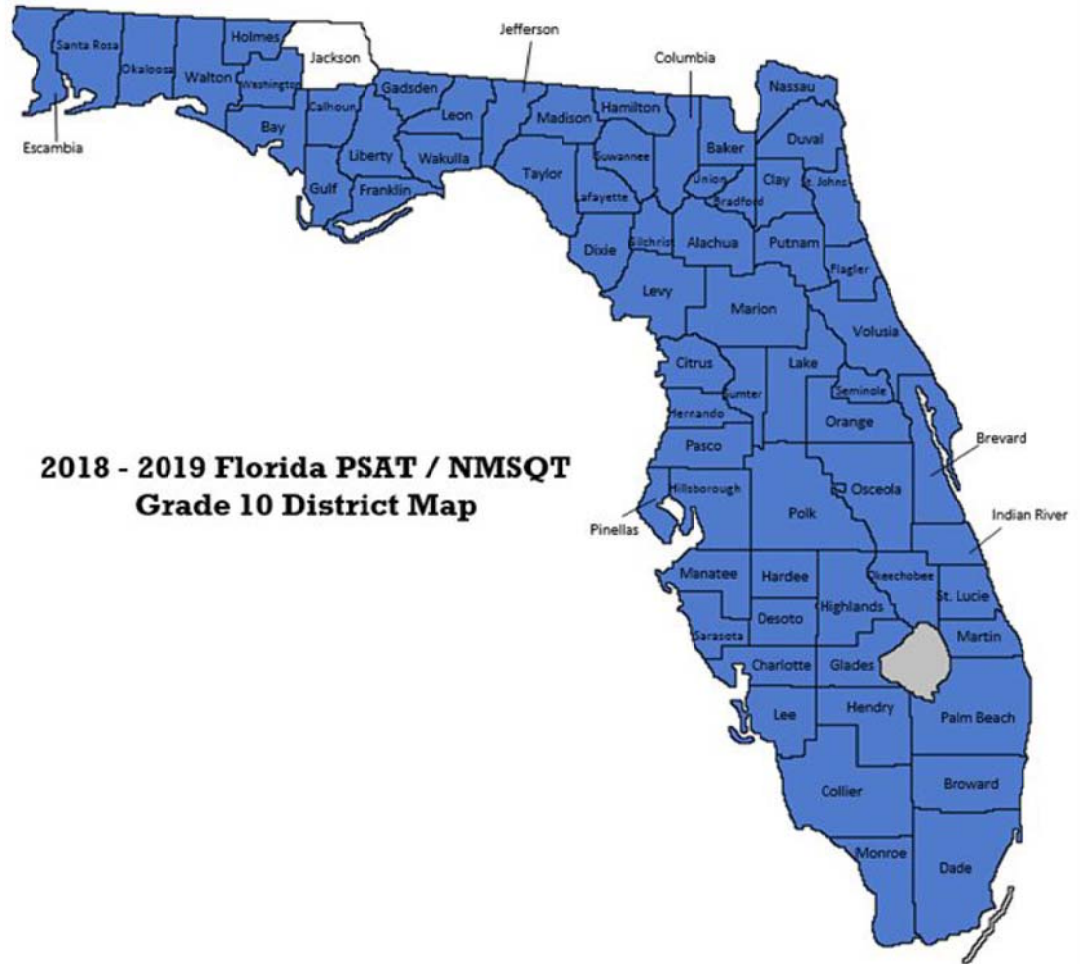 Jefferson
Columbia
Holmes
Santa Rosa
Jackson
Okaloosa
Walton
Washington
Gadsden
Nassau
Calhoun
Leon
Madison
Hamilton
Bay
Duval
Escambia
Liberty
Wakulla
Suwannee
Baker
Taylor
Union
Clay
St. Johns
Gulf
Franklin
Lafayette
Bradford
Dixie
Gilchris
Alachua
Putnam
Flagler
Levy
Marion
Volusia
Citrus
Lake
Sumter
Seminole
Hernando
Orange
Pasco
Brevard
2018 - 2019 Florida PSAT / NMSQT
Grade 10 District Map
Hillsborough
Osceola
Polk
Indian River
Pinellas
Manatee
Hardee
Okeechobee
Highlands
St. Lucie
Desoto
Sarasota
Martin
Charlotte
Glades
Lee
Hendry
Palm Beach
Collier
Broward
Monroe
Dade